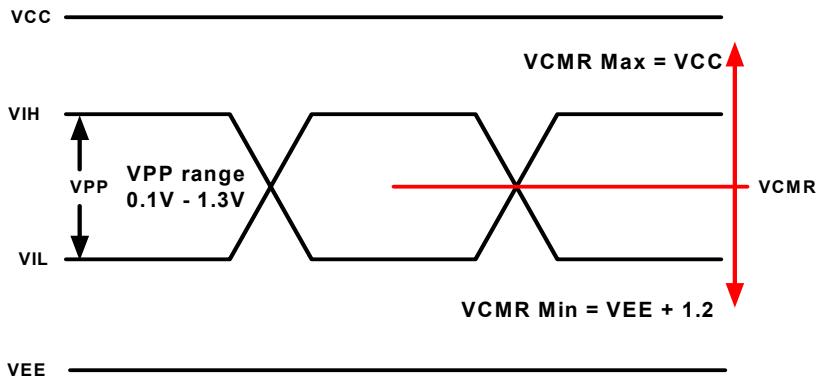 VCC
VCMR Max = VCC
VIH
VPP
VPP range
0.1V - 1.3V
VCMR
VIL
VCMR Min = VEE + 1.2
VEE